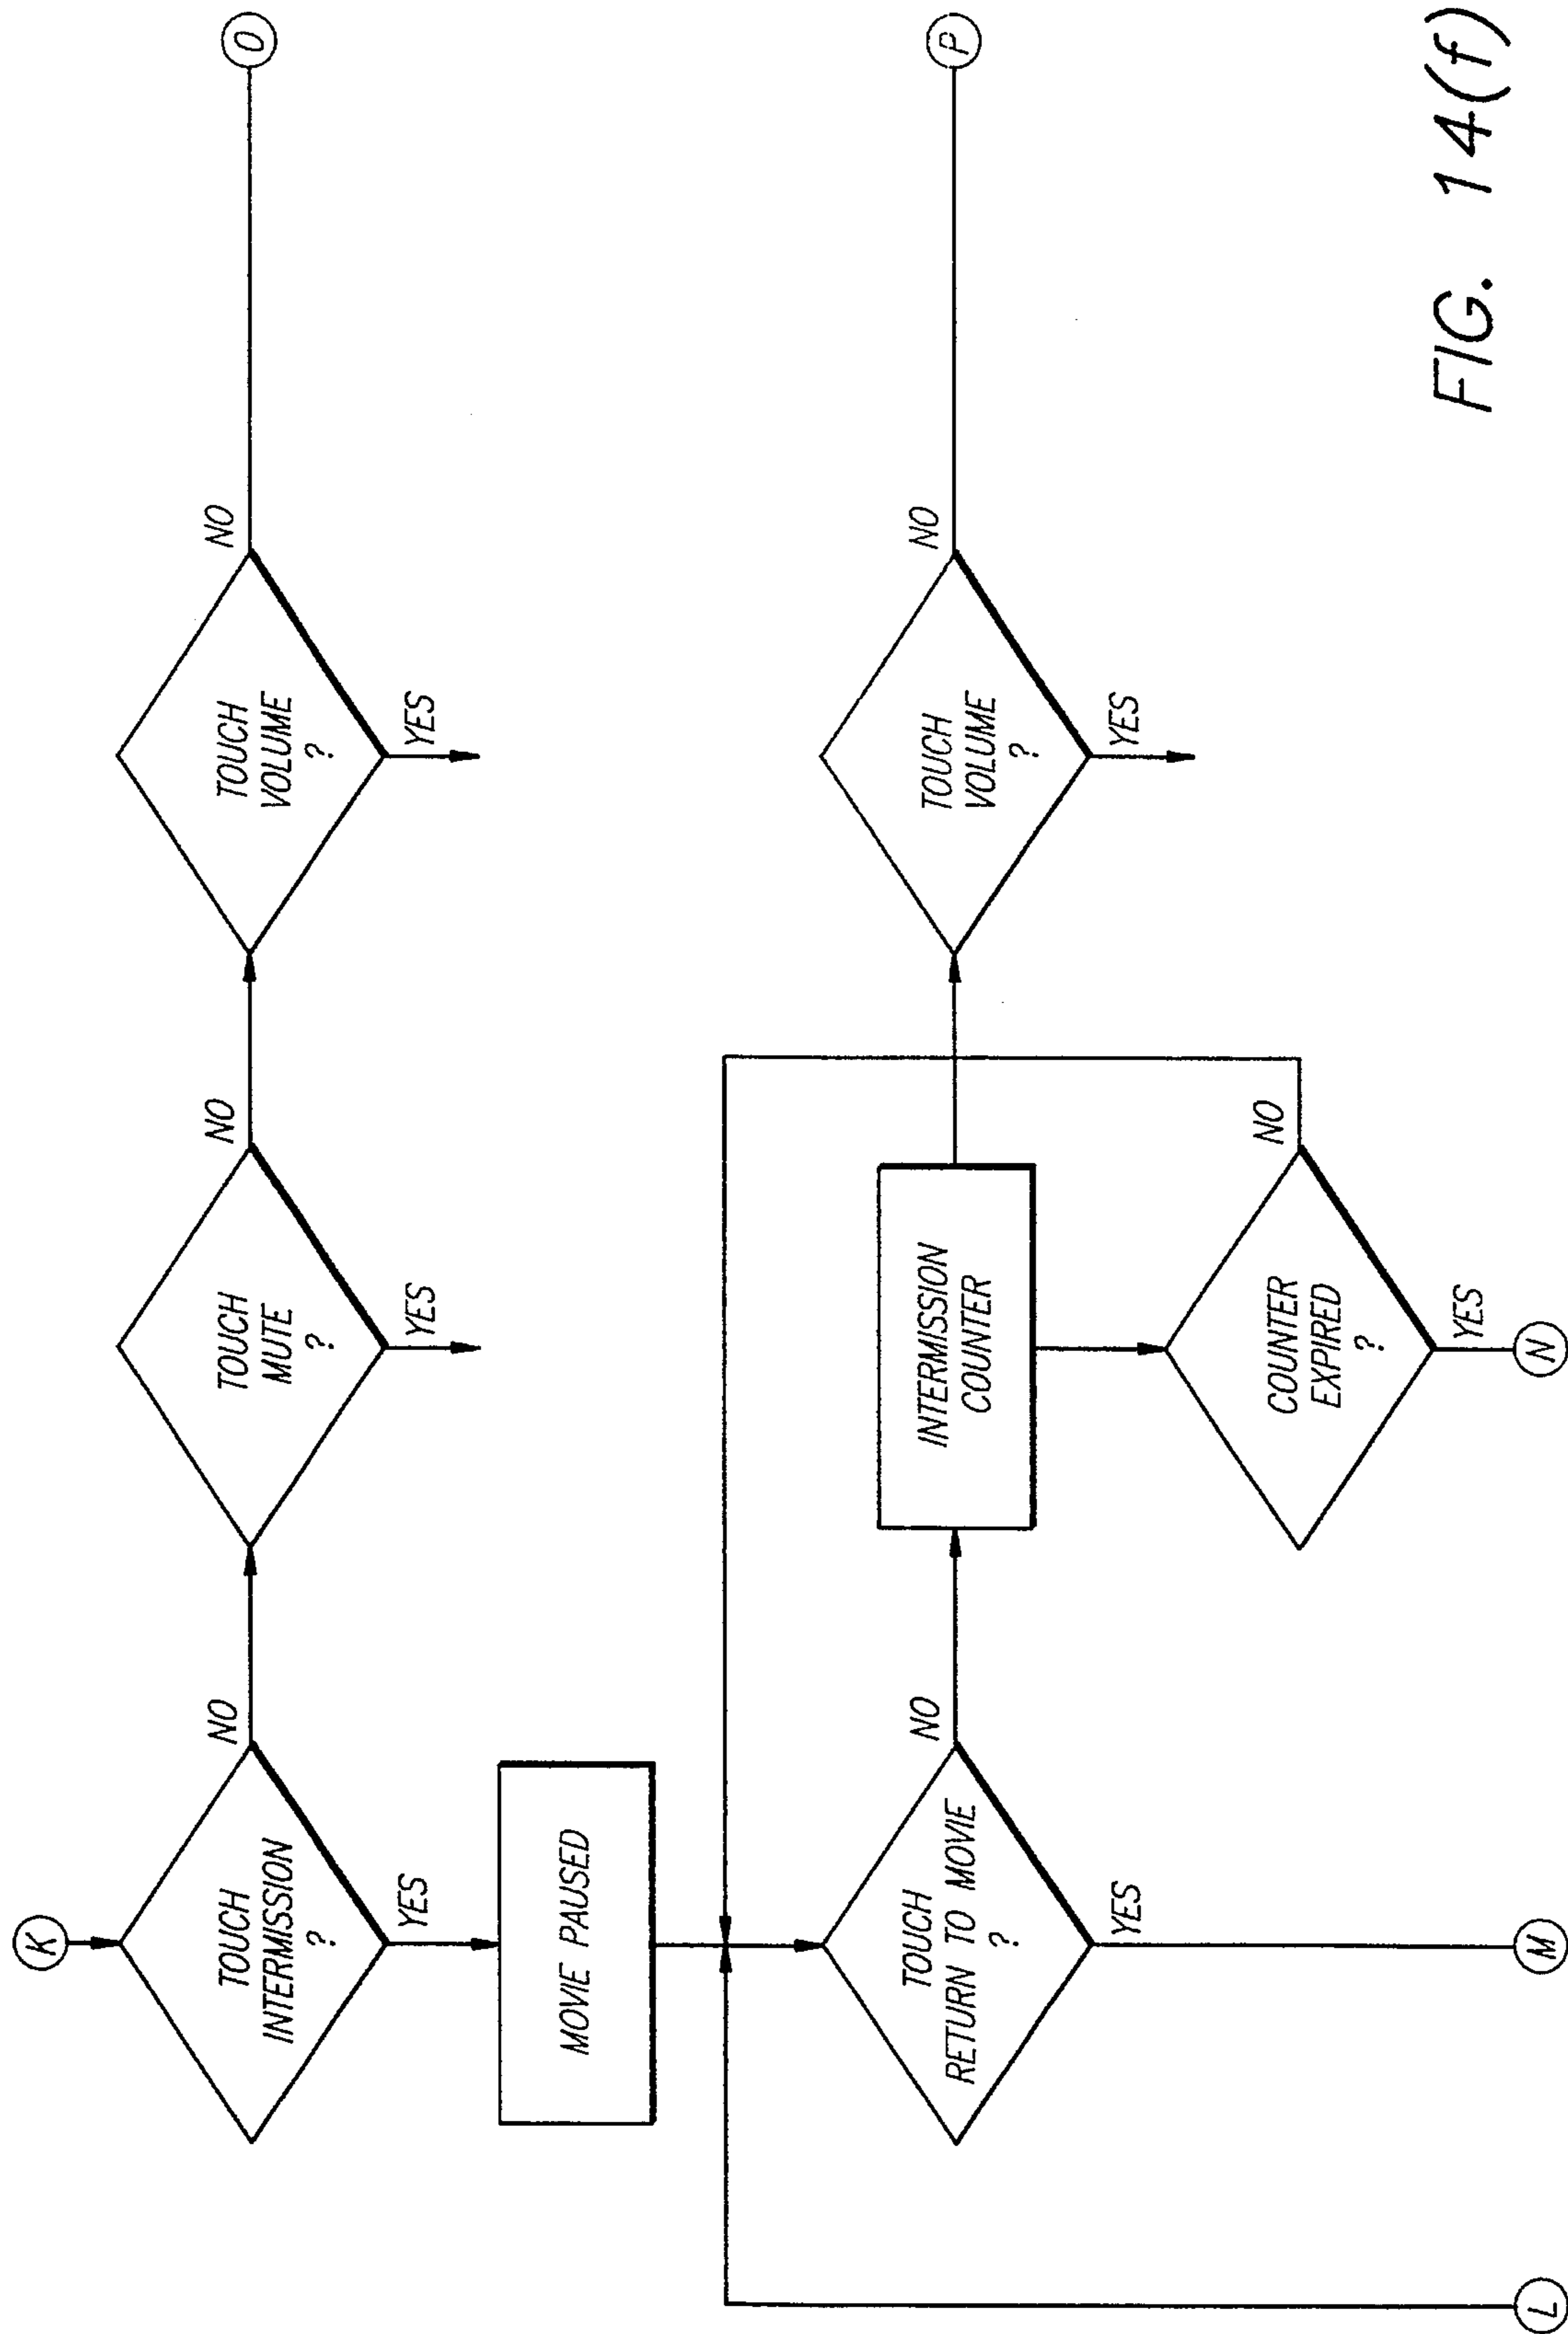 K
TOUCH
INTERMISSION
?
NO
YES
TOUCH
MUTE
?
NO
YES
TOUCH
VOLUME
?
NO
YES
O
MOVIE PAUSED
TOUCH
RETURN TO MOVIE
?
NO
YES
INTERMISSION
COUNTER
TOUCH
VOLUME
?
NO
YES
P
COUNTER
EXPIRED
?
NO
YES
L
M
N
FIG. 14(f)